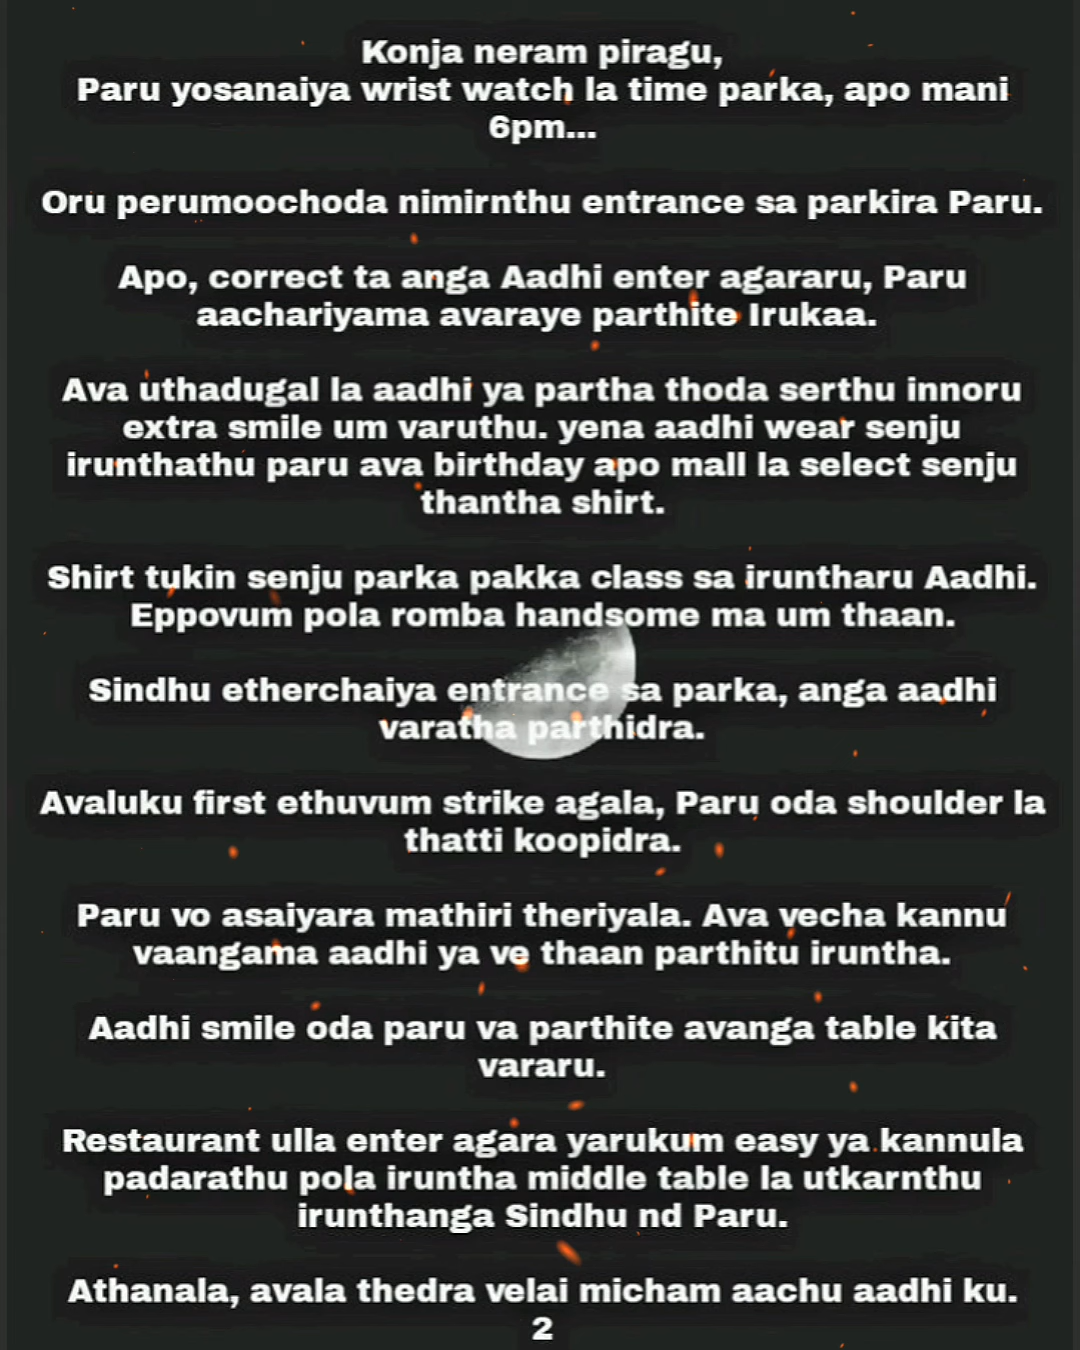 Konja neram piragu,
Paru yosanaiya wrist watch la time parka, apo mani
6pm...
Oru perumoochoda nimirnthu entrance sa parkira Paru.
Apo, correct ta anga Aadhi enter agararu, Paru
aachariyama avaraye parthite Irukaa.
Ava uthadugal la aadhi ya partha thoda serthu innoru
extra smile um varuthu. yena aadhi wear senju
irunthathu paru ava birthday apo mall la select senju
thantha shirt.
Shirt tukin senju parka pakka class sa iruntharu Aadhi.
Eppovum pola romba handsome ma um thaan.
Sindhu etherchaiya entrance sa parka, anga aadhi
varatha parthidra.
Avaluku first ethuvum strike agala, Paru oda shoulder la
thatti koopidra.
Paru vo asaiyara mathiri theriyala. Ava vecha kannu
vaangama aadhi ya ve thaan parthitu iruntha.
Aadhi smile oda paru va parthite avanga table kita
vararu.
Restaurant ulla enter agara yarukum easy ya kannula
padarathu pola iruntha middle table la utkarnthu
irunthanga Sindhu nd Paru.
Athanala, avala thedra velai micham aachu aadhi ku.
2